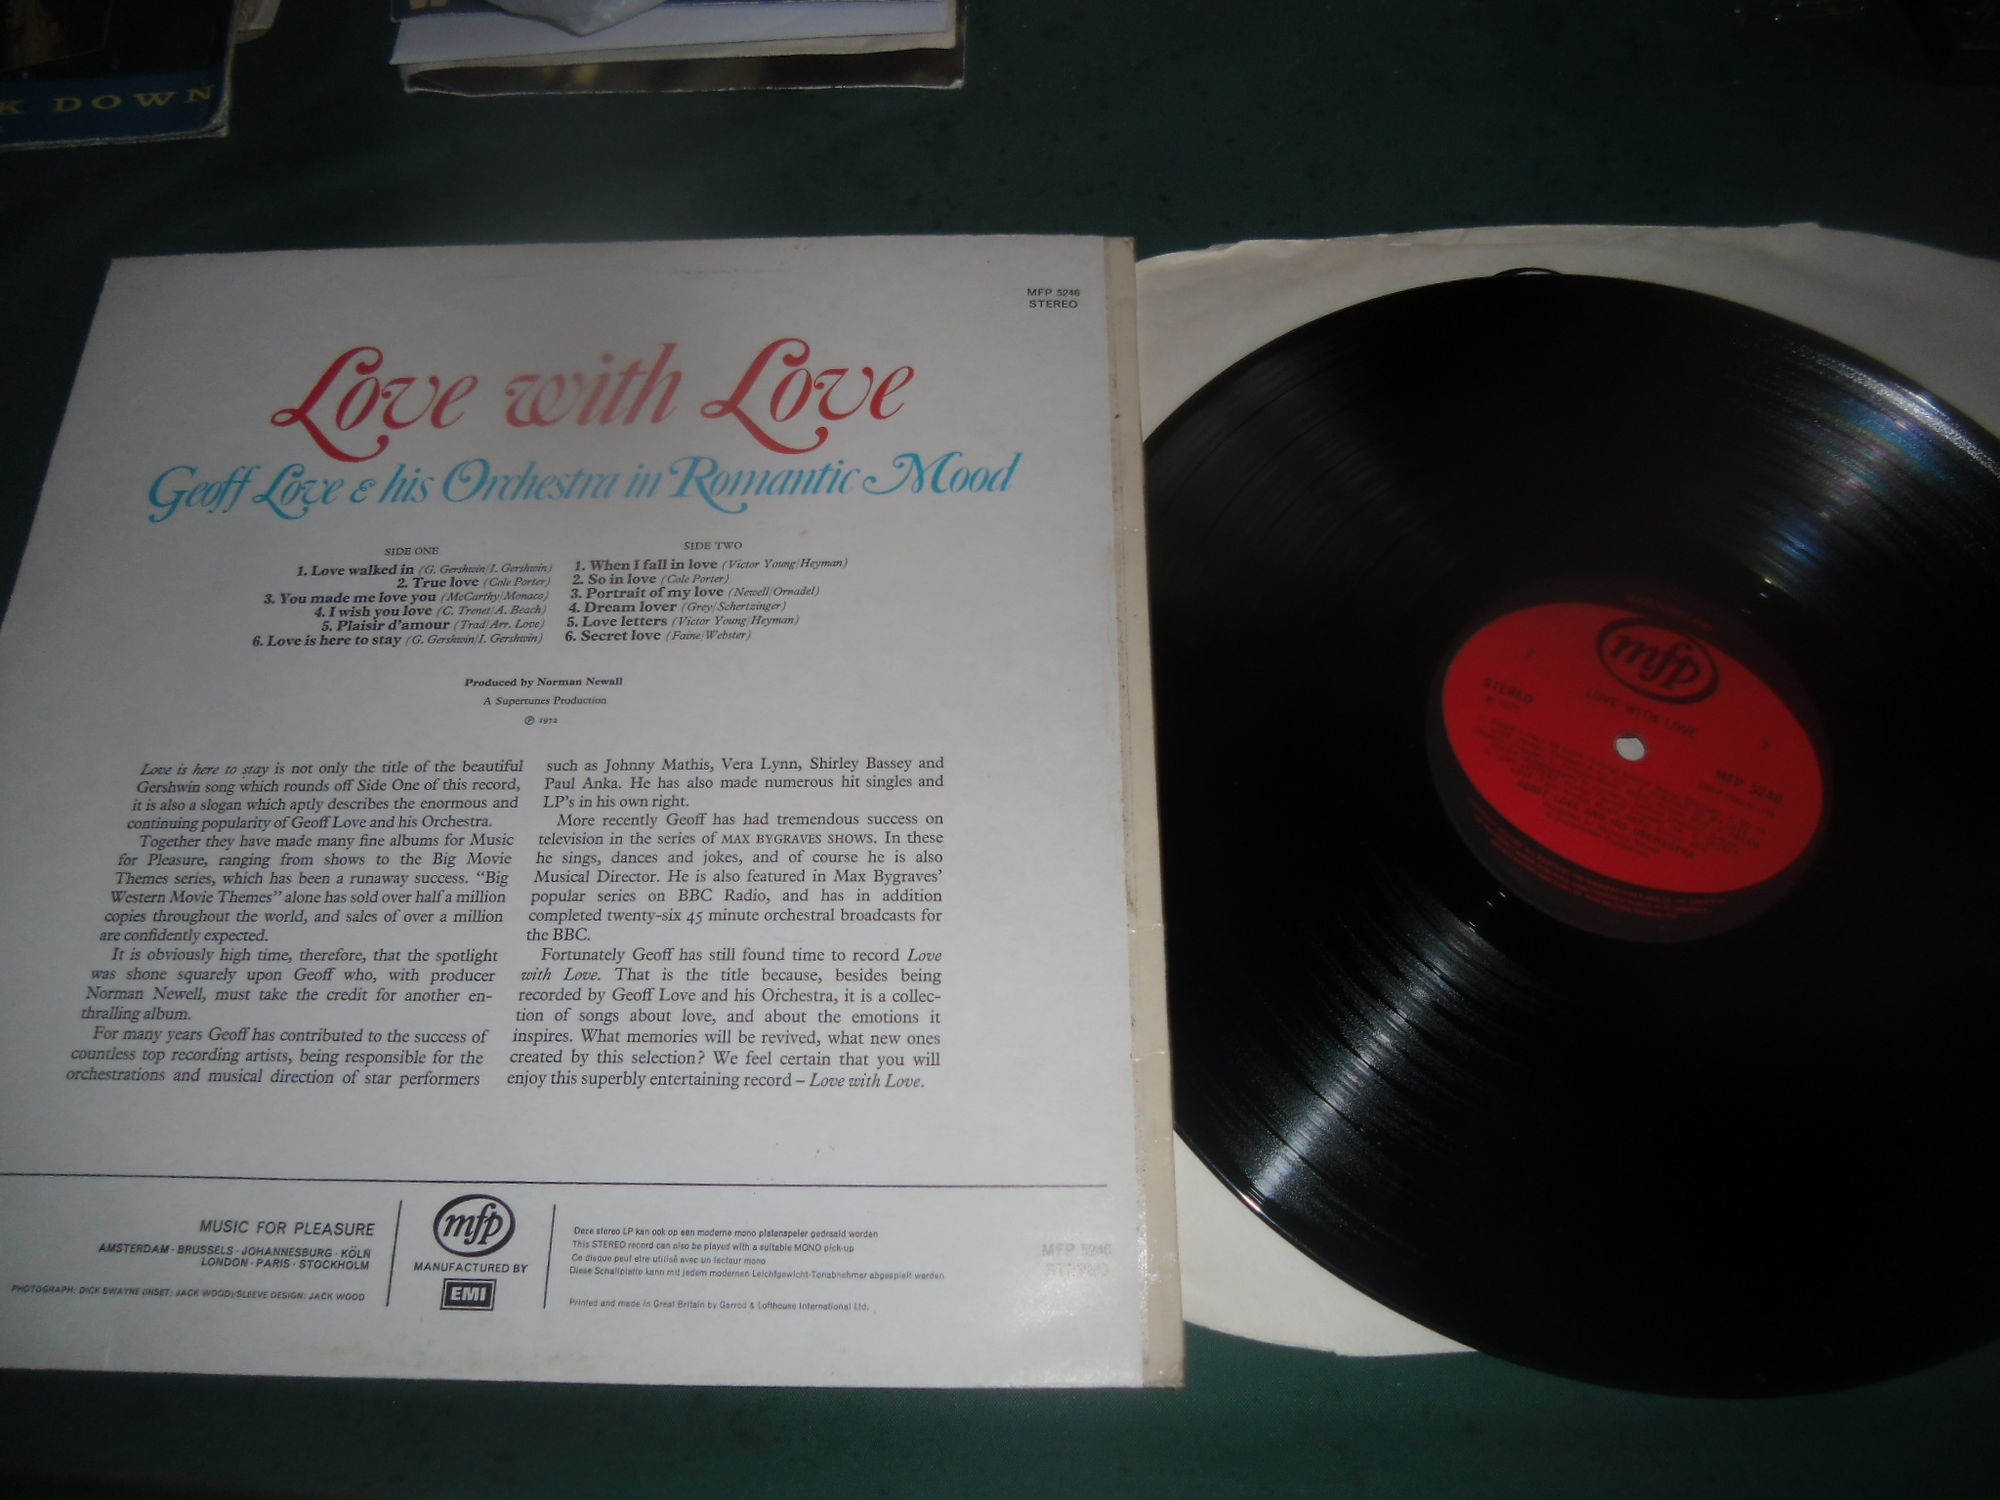 K DOWN
MFP 5246
STEREO
Love with Love
Geoff Love & his Orchestra in Romantic Mood
SIDE ONE
1. Love walked in (G. Gershwin/I. Gershwin)
2. True love (Cole Porter)
3. You made me love you (McCarthy/Monaco)
4. I wish you love (C. Trenet/A. Beach)
5. Plaisir d'amour (Trad/Arr. Love)
6. Love is here to stay (G. Gershwin/I. Gershwin)
SIDE TWO
1. When I fall in love (Victor Young/Heyman)
2. So in love (Cole Porter)
3. Portrait of my love (Newell/Ornadel)
4. Dream lover (Grey/Schertzinger)
5. Love letters (Victor Young/Heyman)
6. Secret love (Faine/Webster)
Produced by Norman Newall
A Supertunes Production
℗ 1972
Love is here to stay is not only the title of the beautiful
Gershwin song which rounds off Side One of this record,
it is also a slogan which aptly describes the enormous and
continuing popularity of Geoff Love and his Orchestra.
Together they have made many fine albums for Music
for Pleasure, ranging from shows to the Big Movie
Themes series, which has been a runaway success. "Big
Western Movie Themes" alone has sold over half a million
copies throughout the world, and sales of over a million
are confidently expected.
It is obviously high time, therefore, that the spotlight
was shone squarely upon Geoff who, with producer
Norman Newell, must take the credit for another en-
thralling album.
For many years Geoff has contributed to the success of
countless top recording artists, being responsible for the
orchestrations and musical direction of star performers
such as Johnny Mathis, Vera Lynn, Shirley Bassey and
Paul Anka. He has also made numerous hit singles and
LP's in his own right.
More recently Geoff has had tremendous success on
television in the series of MAX BYGRAVES SHOWS. In these
he sings, dances and jokes, and of course he is also
Musical Director. He is also featured in Max Bygraves'
popular series on BBC Radio, and has in addition
completed twenty-six 45 minute orchestral broadcasts for
the BBC.
Fortunately Geoff has still found time to record Love
with Love. That is the title because, besides being
recorded by Geoff Love and his Orchestra, it is a collec-
tion of songs about love, and about the emotions it
inspires. What memories will be revived, what new ones
created by this selection? We feel certain that you will
enjoy this superbly entertaining record – Love with Love.
MUSIC FOR PLEASURE
AMSTERDAM · BRUSSELS · JOHANNESBURG · KÖLN
LONDON · PARIS · STOCKHOLM
PHOTOGRAPH: DICK SWAYNE (INSET: JACK WOOD)/SLEEVE DESIGN: JACK WOOD
mfp
MANUFACTURED BY
EMI
Deze stereo LP kan ook op een moderne mono platenspeler gedraaid worden
This STEREO record can also be played with a suitable MONO pick-up
Ce disque peut etre utilisé avec un lecteur mono
Diese Schallplatte kann mit jedem modernen Leichtgewicht-Tonabnehmer abgespielt werden
Printed and made in Great Britain by Garrod & Lofthouse International Ltd.
MFP 5246
STEREO
mfp
LOVE WITH LOVE
STEREO
2
MFP 5246
GEOFF LOVE AND HIS ORCHESTRA